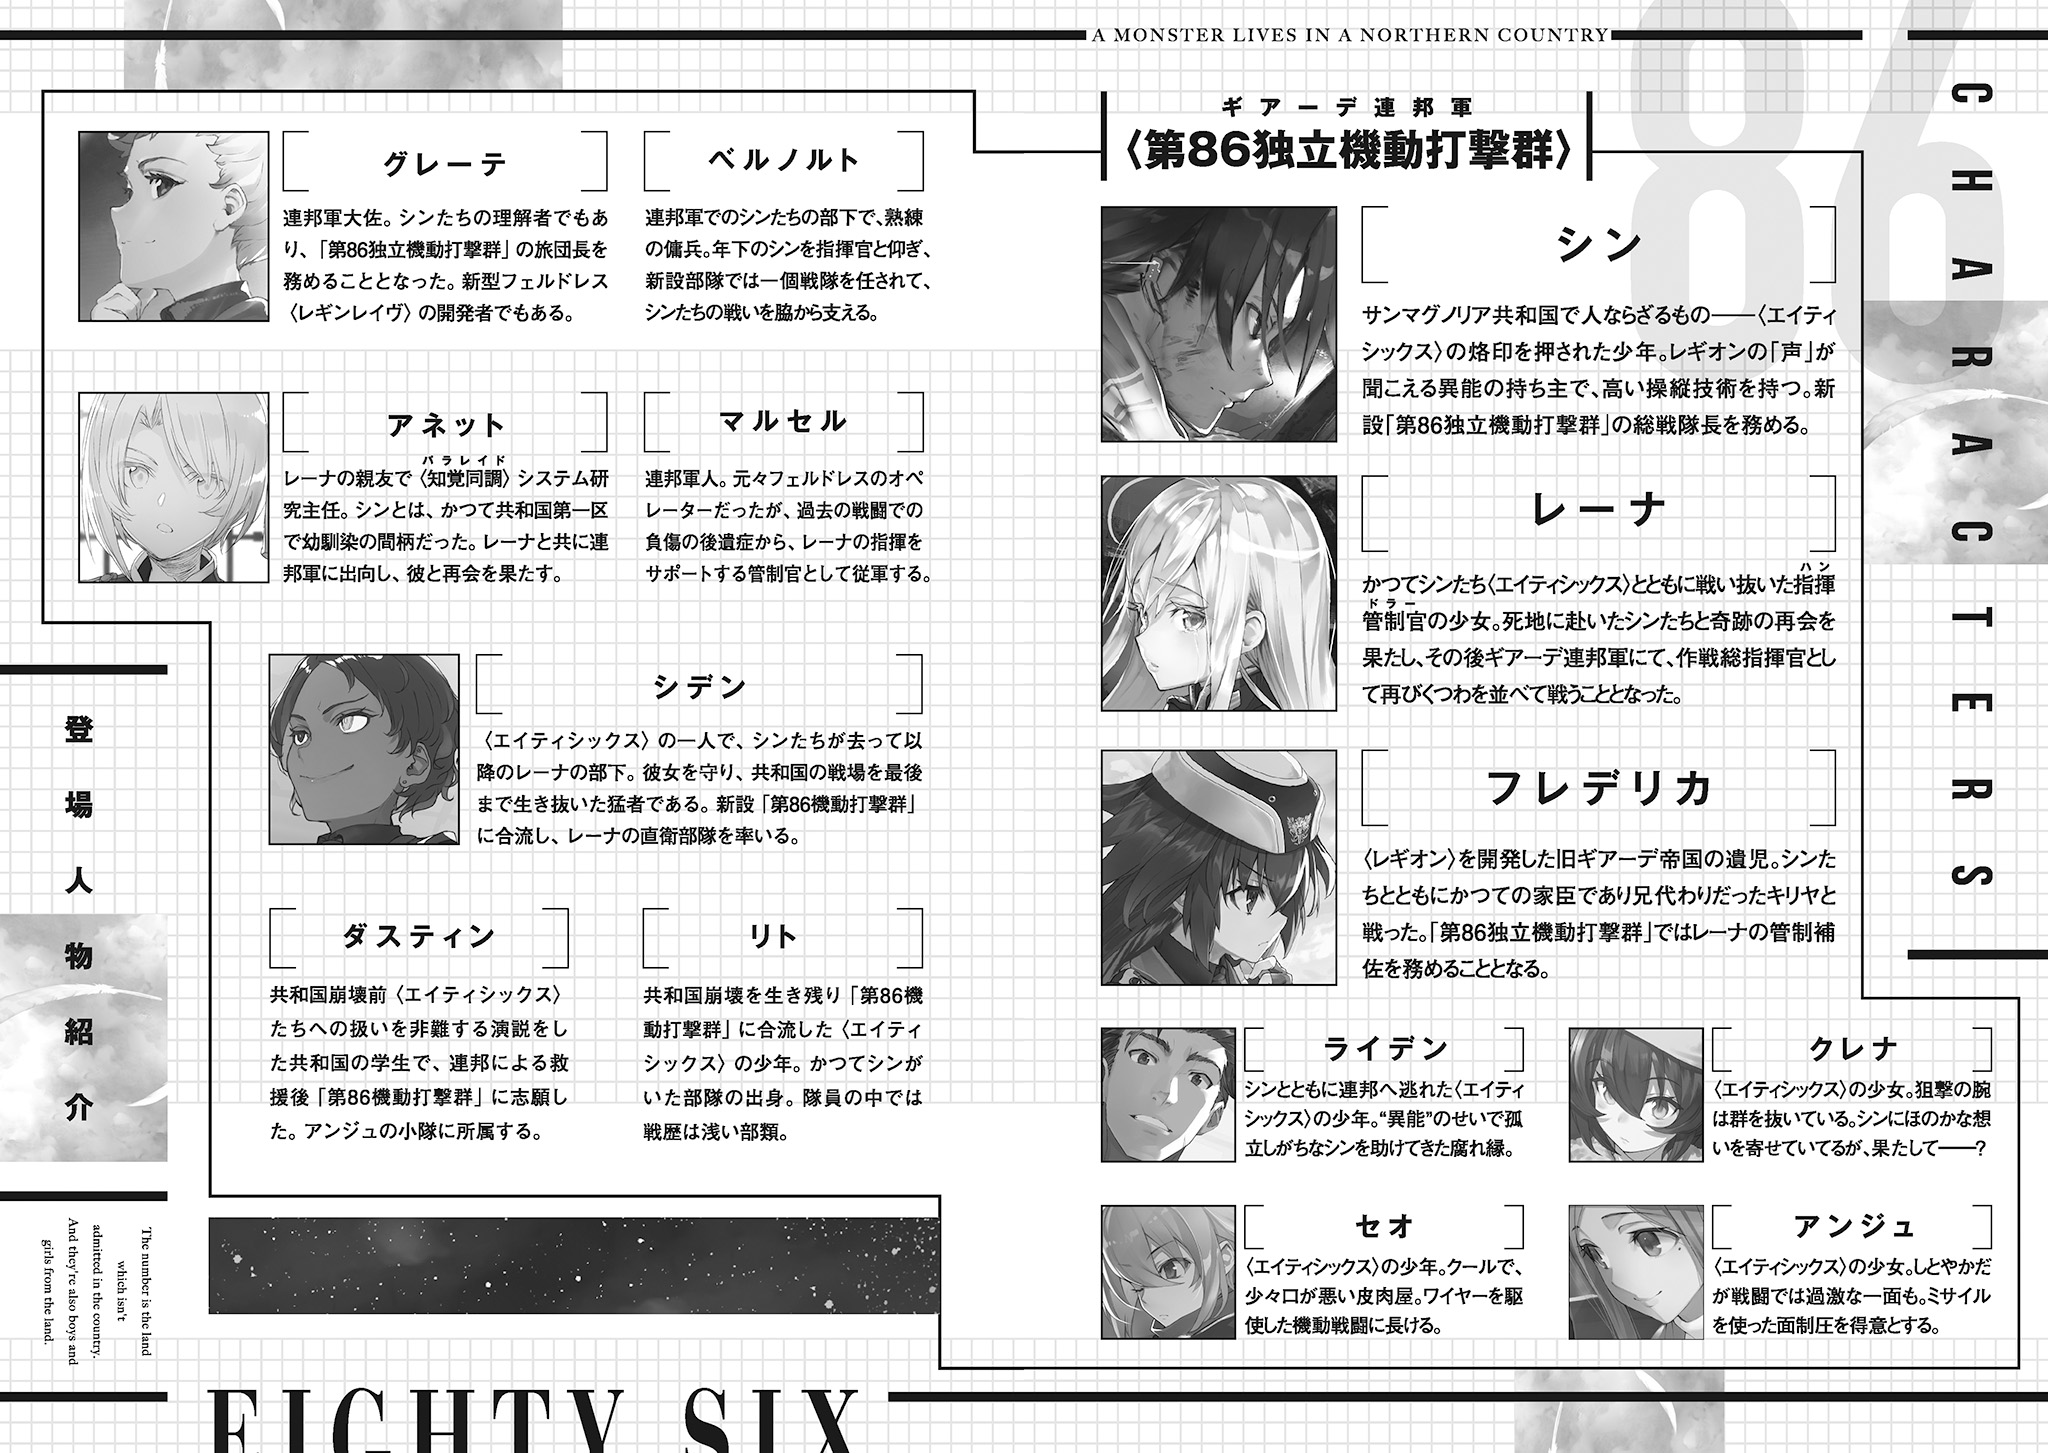 A MONSTER LIVES IN A NORTHERN COUNTRY
86
CHARACTERS
ギアーデ連邦軍
〈第86独立機動打撃群〉
シン
サンマグノリア共和国で人ならざるもの――〈エイティ
シックス〉の烙印を押された少年。レギオンの「声」が
聞こえる異能の持ち主で、高い操縦技術を持つ。新
設「第86独立機動打撃群」の総戦隊長を務める。
レーナ
ハン
かつてシンたち〈エイティシックス〉とともに戦い抜いた指揮
ドラー
管制官の少女。死地に赴いたシンたちと奇跡の再会を
果たし、その後ギアーデ連邦軍にて、作戦総指揮官とし
て再びくつわを並べて戦うこととなった。
フレデリカ
〈レギオン〉を開発した旧ギアーデ帝国の遺児。シンた
ちとともにかつての家臣であり兄代わりだったキリヤと
戦った。「第86独立機動打撃群」ではレーナの管制補
佐を務めることとなる。
ライデン
シンとともに連邦へ逃れた〈エイティ
シックス〉の少年。“異能”のせいで孤
立しがちなシンを助けてきた腐れ縁。
クレナ
〈エイティシックス〉の少女。狙撃の腕
は群を抜いている。シンにほのかな想
いを寄せていてるが、果たして――?
セオ
〈エイティシックス〉の少年。クールで、
少々口が悪い皮肉屋。ワイヤーを駆
使した機動戦闘に長ける。
アンジュ
〈エイティシックス〉の少女。しとやかだ
が戦闘では過激な一面も。ミサイル
を使った面制圧を得意とする。
グレーテ
連邦軍大佐。シンたちの理解者でもあ
り、「第86独立機動打撃群」の旅団長を
務めることとなった。新型フェルドレス
〈レギンレイヴ〉の開発者でもある。
ベルノルト
連邦軍でのシンたちの部下で、熟練
の傭兵。年下のシンを指揮官と仰ぎ、
新設部隊では一個戦隊を任されて、
シンたちの戦いを脇から支える。
アネット
パラレイド
レーナの親友で〈知覚同調〉システム研
究主任。シンとは、かつて共和国第一区
で幼馴染の間柄だった。レーナと共に連
邦軍に出向し、彼と再会を果たす。
マルセル
連邦軍人。元々フェルドレスのオペ
レーターだったが、過去の戦闘での
負傷の後遺症から、レーナの指揮を
サポートする管制官として従軍する。
シデン
〈エイティシックス〉の一人で、シンたちが去って以
降のレーナの部下。彼女を守り、共和国の戦場を最後
まで生き抜いた猛者である。新設「第86機動打撃群」
に合流し、レーナの直衛部隊を率いる。
ダスティン
共和国崩壊前〈エイティシックス〉
たちへの扱いを非難する演説をし
た共和国の学生で、連邦による救
援後「第86機動打撃群」に志願し
た。アンジュの小隊に所属する。
リト
共和国崩壊を生き残り「第86機
動打撃群」に合流した〈エイティ
シックス〉の少年。かつてシンが
いた部隊の出身。隊員の中では
戦歴は浅い部類。
登場人物紹介
The number is the land
which isn't
admitted in the country.
And they're also boys and
girls from the land.
EIGHTY SIX